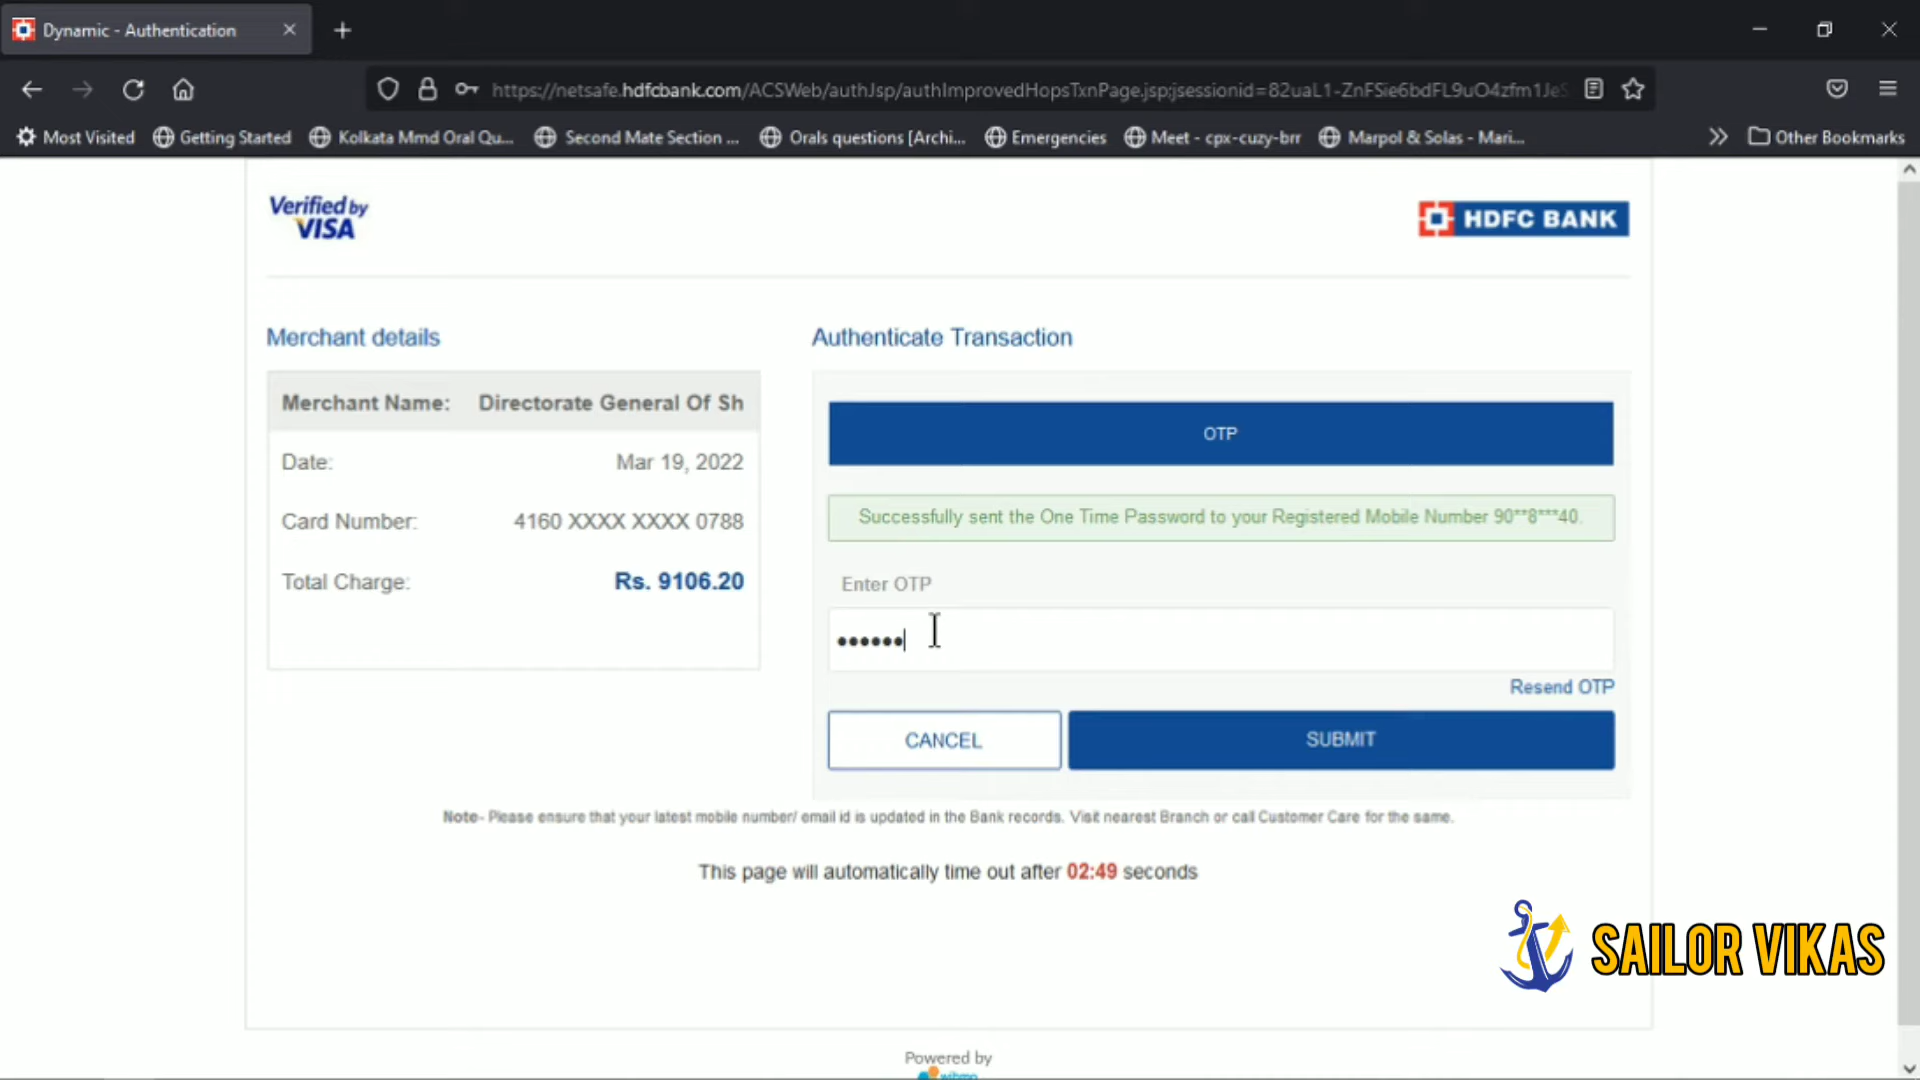 Dynamic - Authentication
https://netsafe.hdfcbank.com/ACSWeb/authJsp/authImprovedHopsTxnPage.jsp;jsessionid=82uaL1-ZnFSie6bdFL9uO4zfm1JeS
Most Visited
Getting Started
Kolkata Mmd Oral Qu...
Second Mate Section ...
Orals questions [Archi...
Emergencies
Meet - cpx-cuzy-brr
Marpol & Solas - Mari...
Other Bookmarks
Verified by
VISA
HDFC BANK
Merchant details
Authenticate Transaction
Merchant Name: Directorate General Of Sh
Date: Mar 19, 2022
Card Number: 4160 XXXX XXXX 0788
Total Charge: Rs. 9106.20
OTP
Successfully sent the One Time Password to your Registered Mobile Number 90**8***40.
Enter OTP
••••••
Resend OTP
CANCEL
SUBMIT
Note- Please ensure that your latest mobile number/ email id is updated in the Bank records. Visit nearest Branch or call Customer Care for the same.
This page will automatically time out after 02:49 seconds
SAILOR VIKAS
Powered by
wibmo